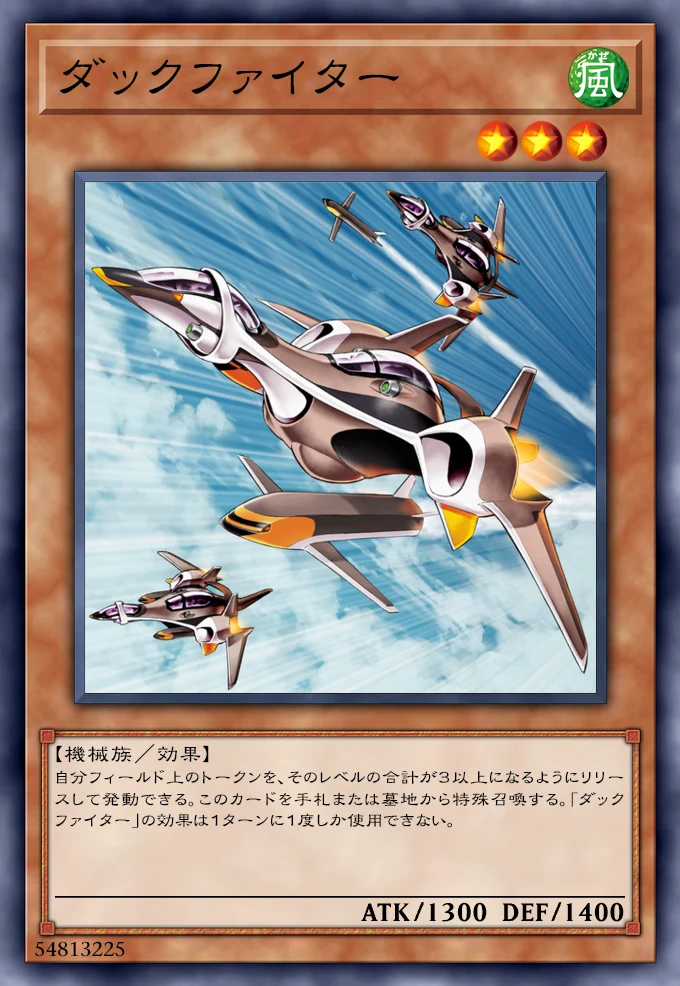 ダックファイター
かぜ
風
【機械族／効果】
自分フィールド上のトークンを、そのレベルの合計が３以上になるようにリリー
スして発動できる。このカードを手札または墓地から特殊召喚する。「ダック
ファイター」の効果は１ターンに１度しか使用できない。
ATK/1300 DEF/1400
54813225